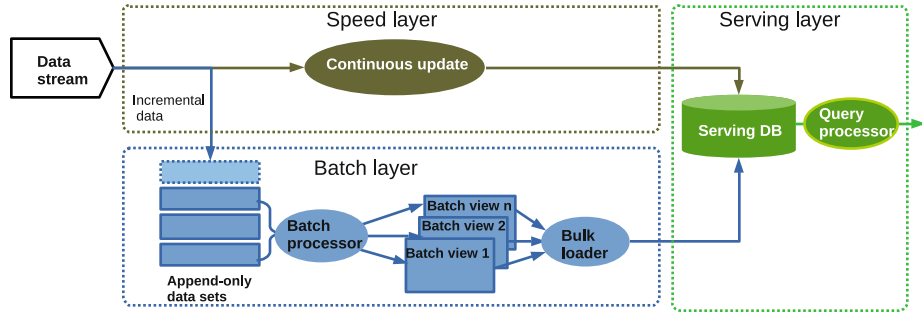 Speed layer
Serving layer
Data
stream
Continuous update
Incremental
data
Serving DB
Query
processor
Batch layer
Batch view n
Batch view 2
Batch view 1
Batch
processor
Bulk
loader
Append-only
data sets